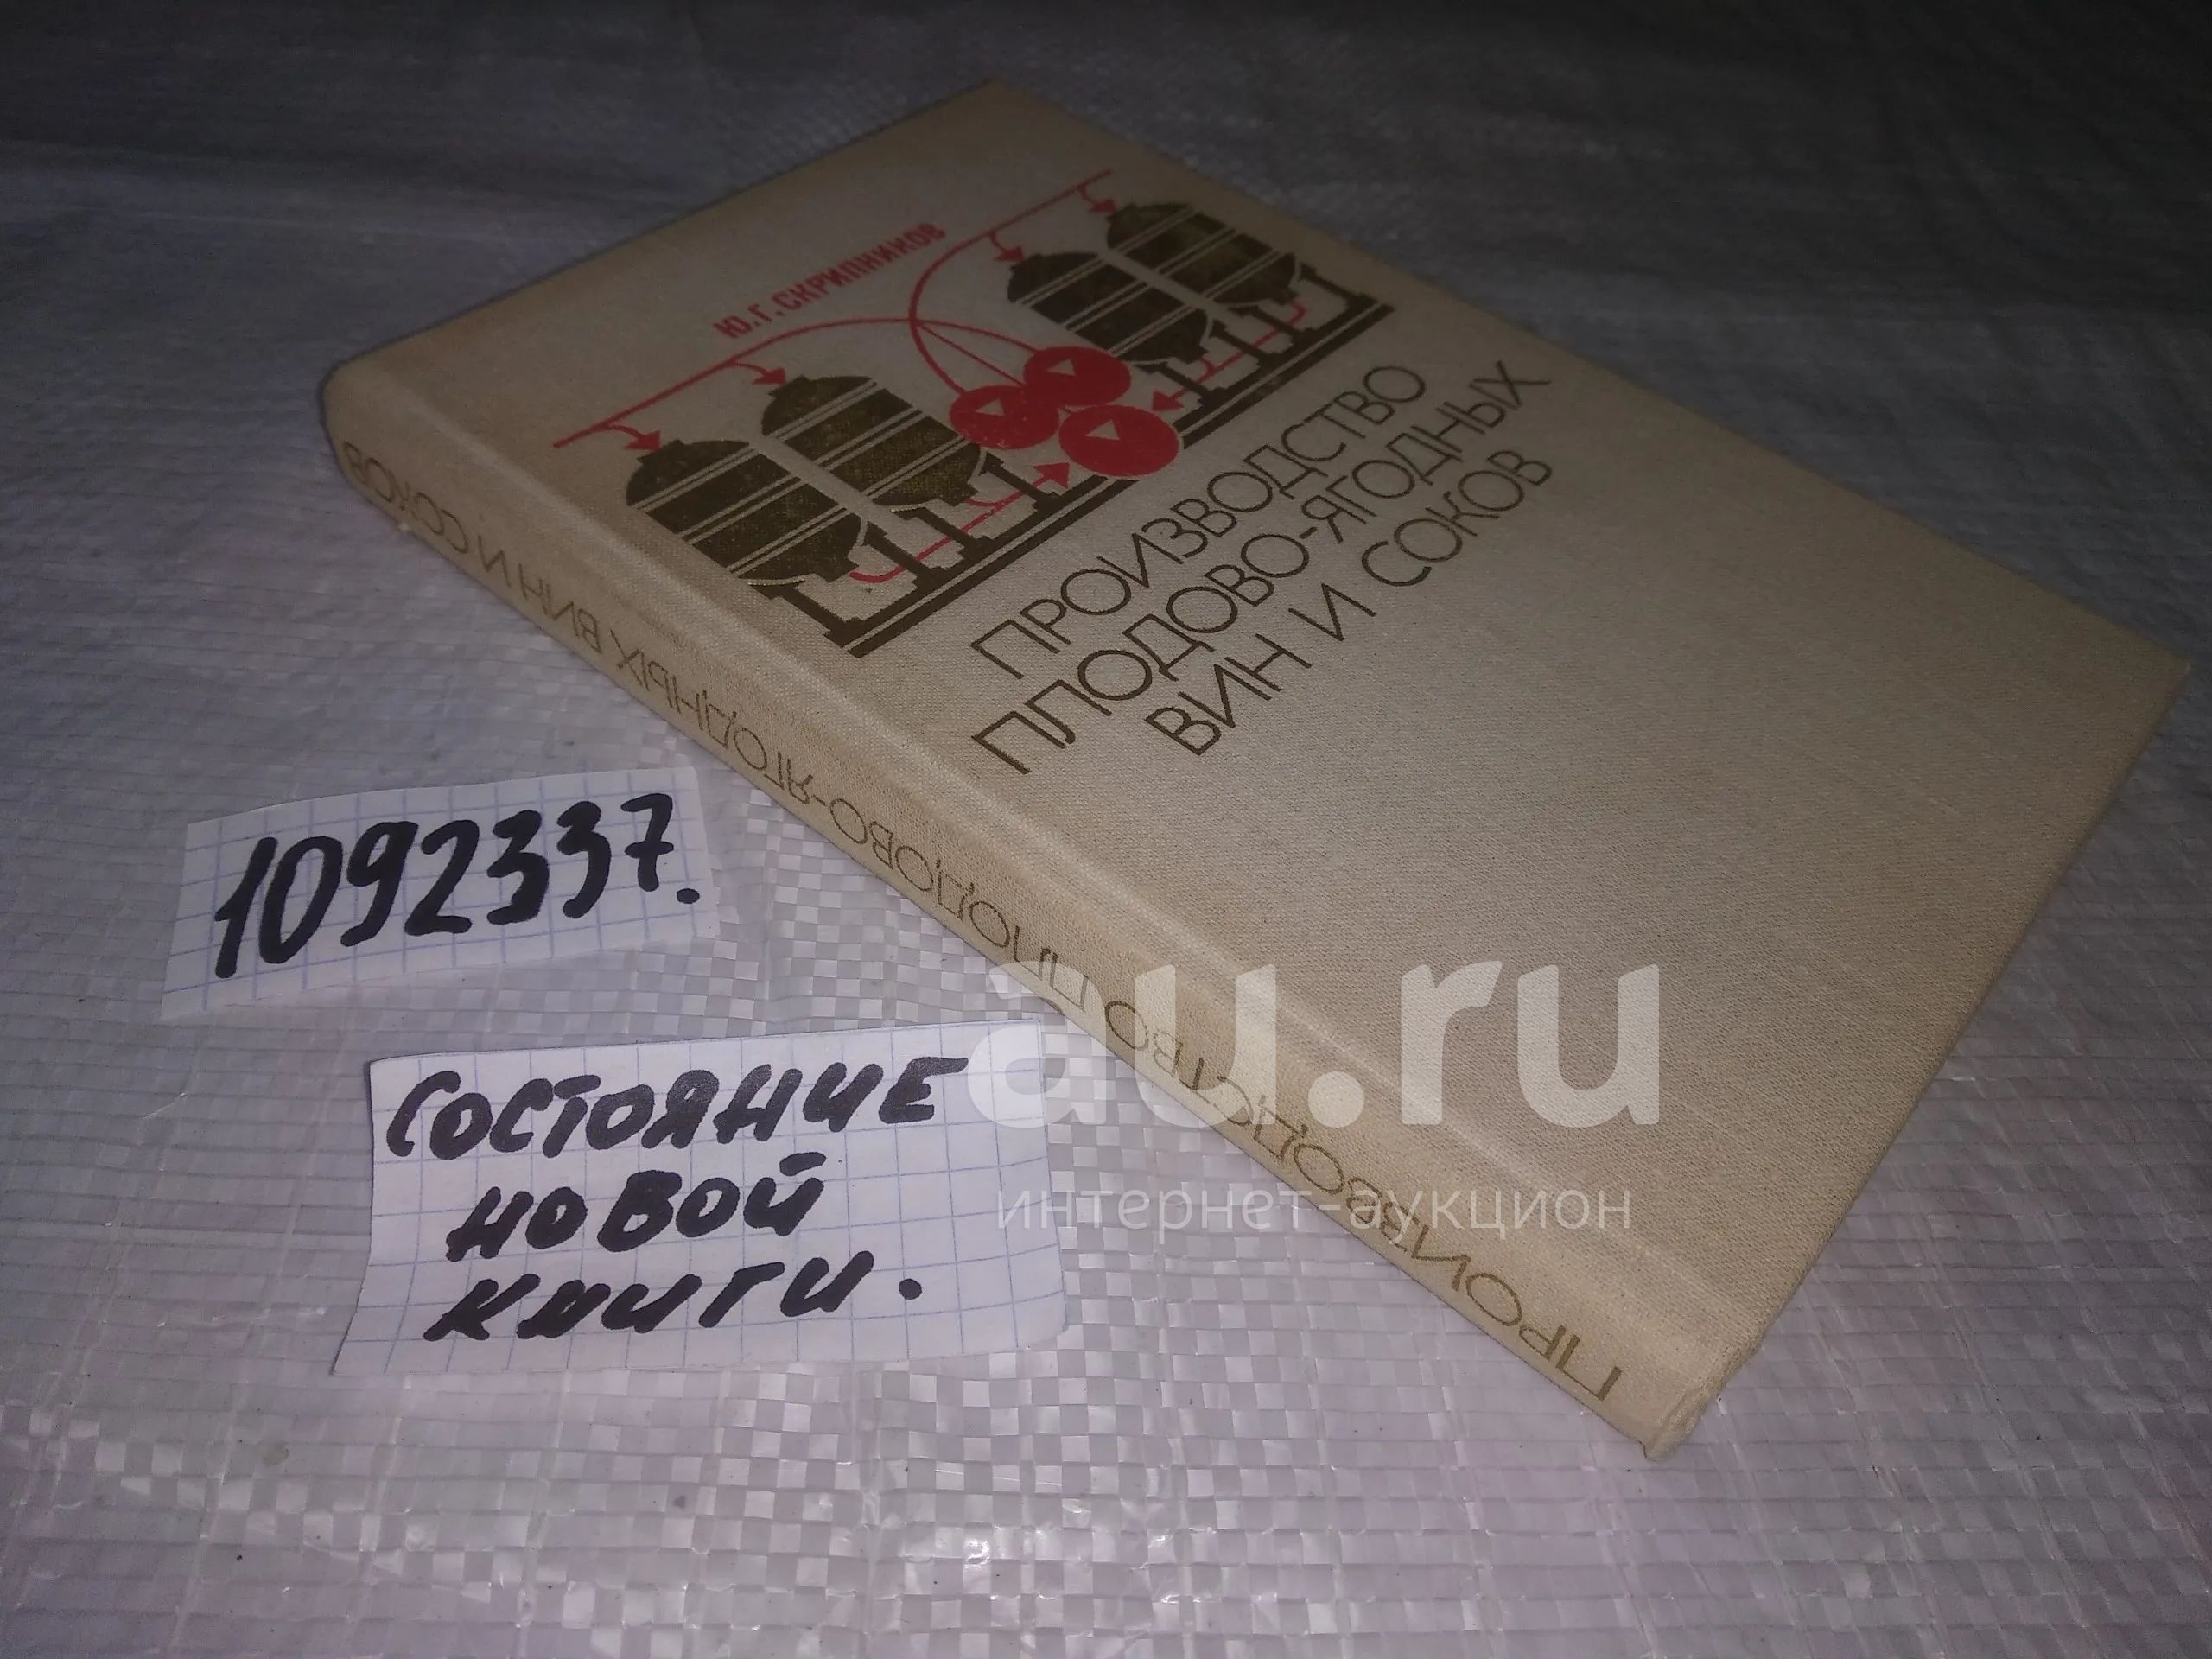 Ю.Г.СКРИПНИКОВ
ПРОИЗВОДСТВО
ПЛОДОВО-ЯГОДНЫХ
ВИН И СОКОВ
ПРОИЗВОДСТВО ПЛОДОВО-ЯГОДНЫХ ВИН И СОКОВ
1092337.
СОСТОЯНИЕ
НОВОЙ
КНИГИ.
au.ru
интернет-аукцион